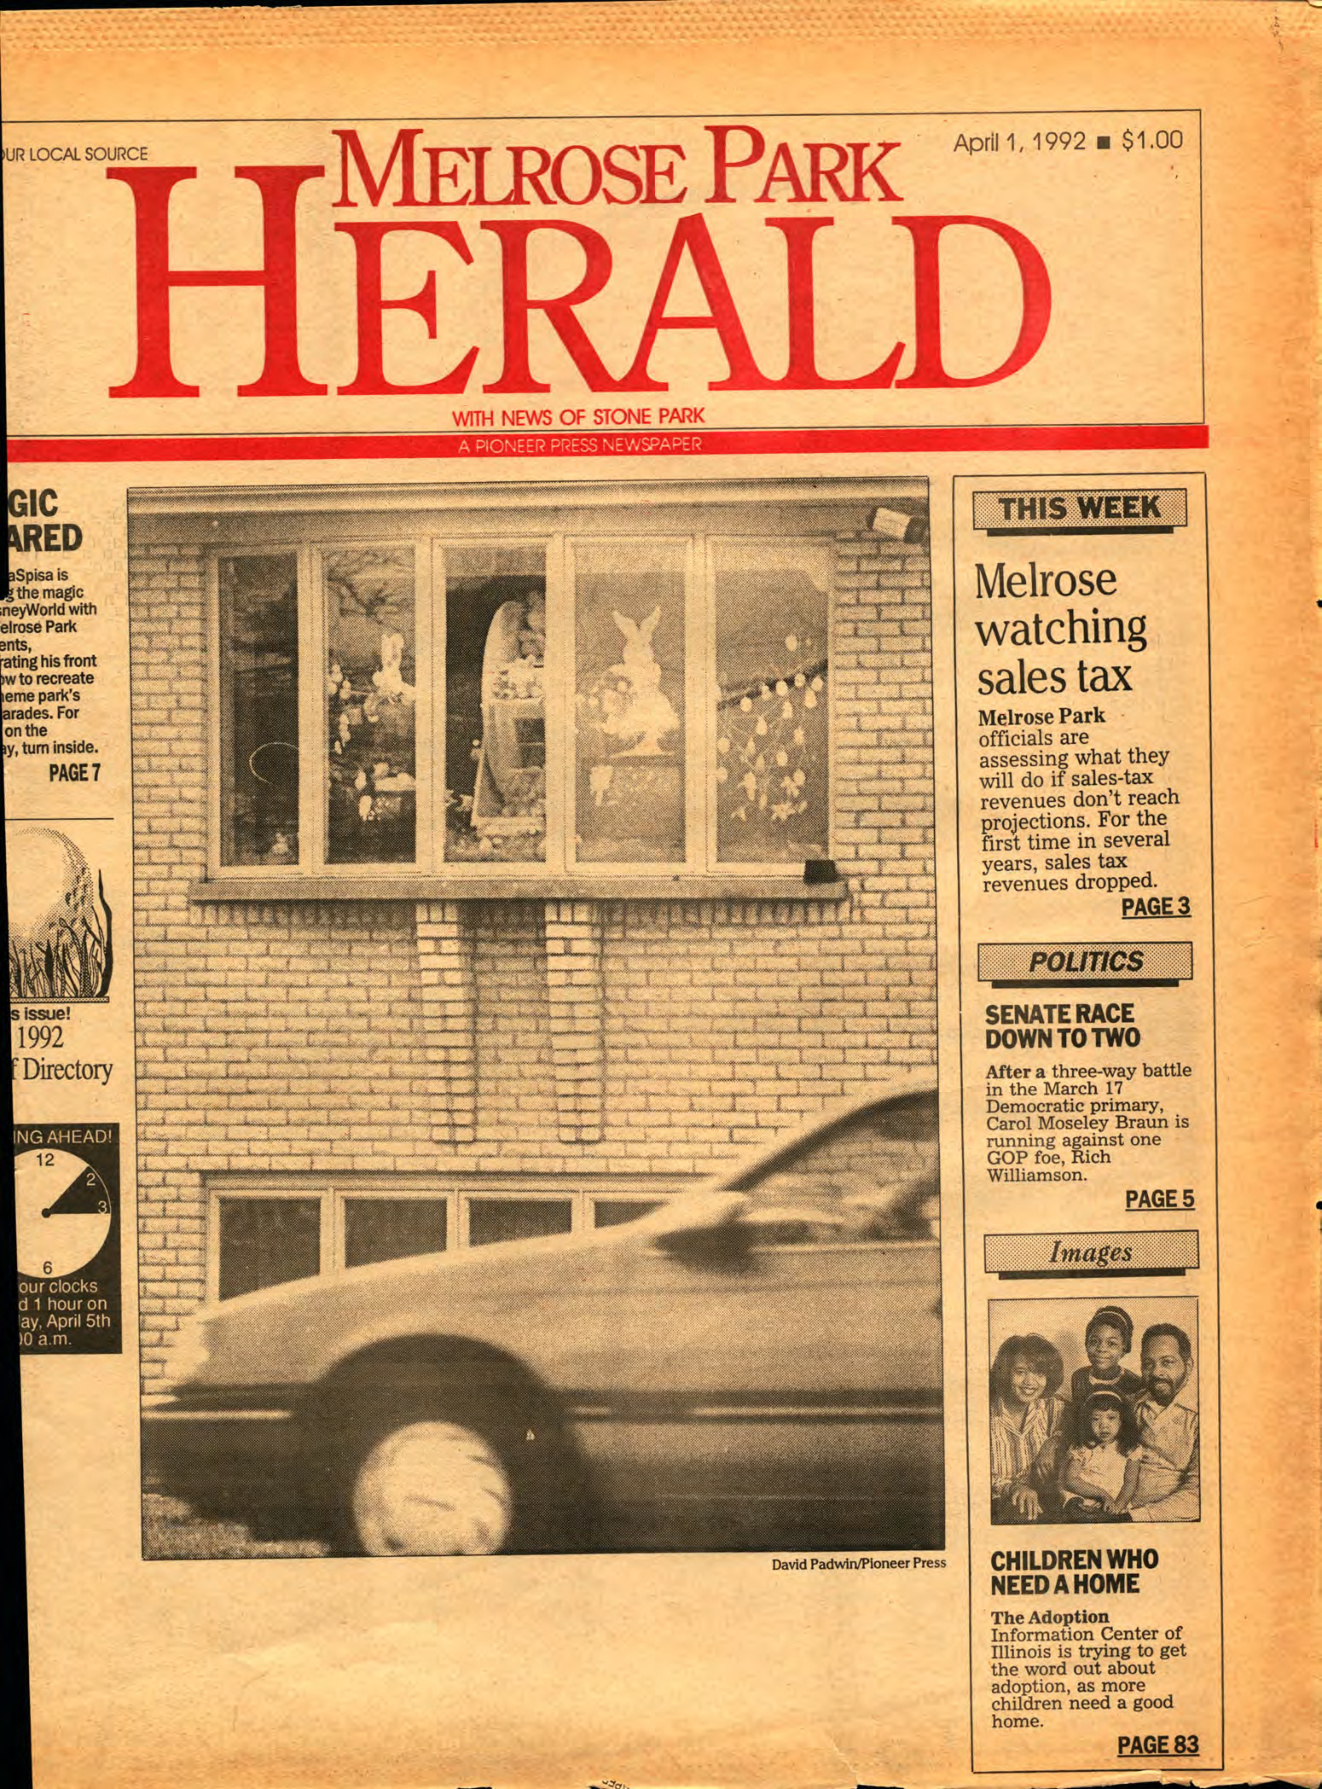 UR LOCAL SOURCE
April 1, 1992 ■ $1.00
MELROSE PARK
HERALD
WITH NEWS OF STONE PARK
A PIONEER PRESS NEWSPAPER
GIC
ARED
aSpisa is
g the magic
sneyWorld with
elrose Park
ents,
rating his front
ow to recreate
eme park's
arades. For
on the
ay, turn inside.
PAGE 7
s issue!
1992
f Directory
NG AHEAD!
12
2
3
6
our clocks
d 1 hour on
ay, April 5th
00 a.m.
David Padwin/Pioneer Press
THIS WEEK
Melrose
watching
sales tax
Melrose Park
officials are
assessing what they
will do if sales-tax
revenues don't reach
projections. For the
first time in several
years, sales tax
revenues dropped.
PAGE 3
POLITICS
SENATE RACE
DOWN TO TWO
After a three-way battle
in the March 17
Democratic primary,
Carol Moseley Braun is
running against one
GOP foe, Rich
Williamson.
PAGE 5
Images
CHILDREN WHO
NEED A HOME
The Adoption
Information Center of
Illinois is trying to get
the word out about
adoption, as more
children need a good
home.
PAGE 83